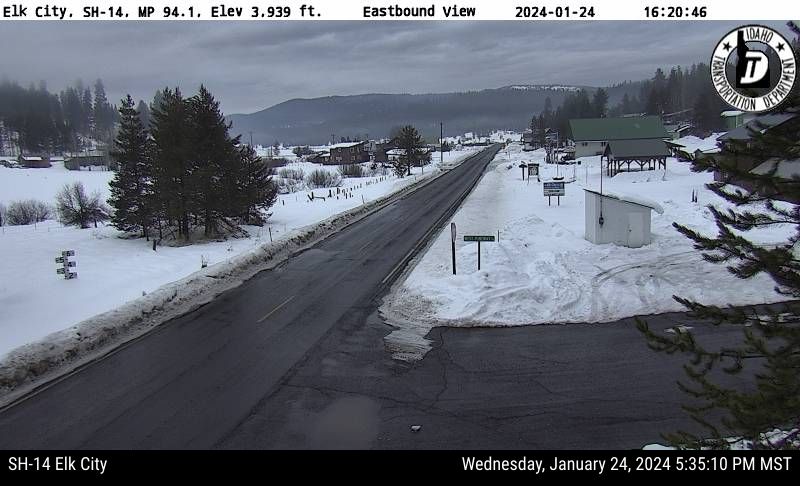 Elk City, SH-14, MP 94.1, Elev 3,939 ft. Eastbound View 2024-01-24 16:20:46
IDAHO
TRANSPORTATION DEPARTMENT
SH-14 Elk City Wednesday, January 24, 2024 5:35:10 PM MST